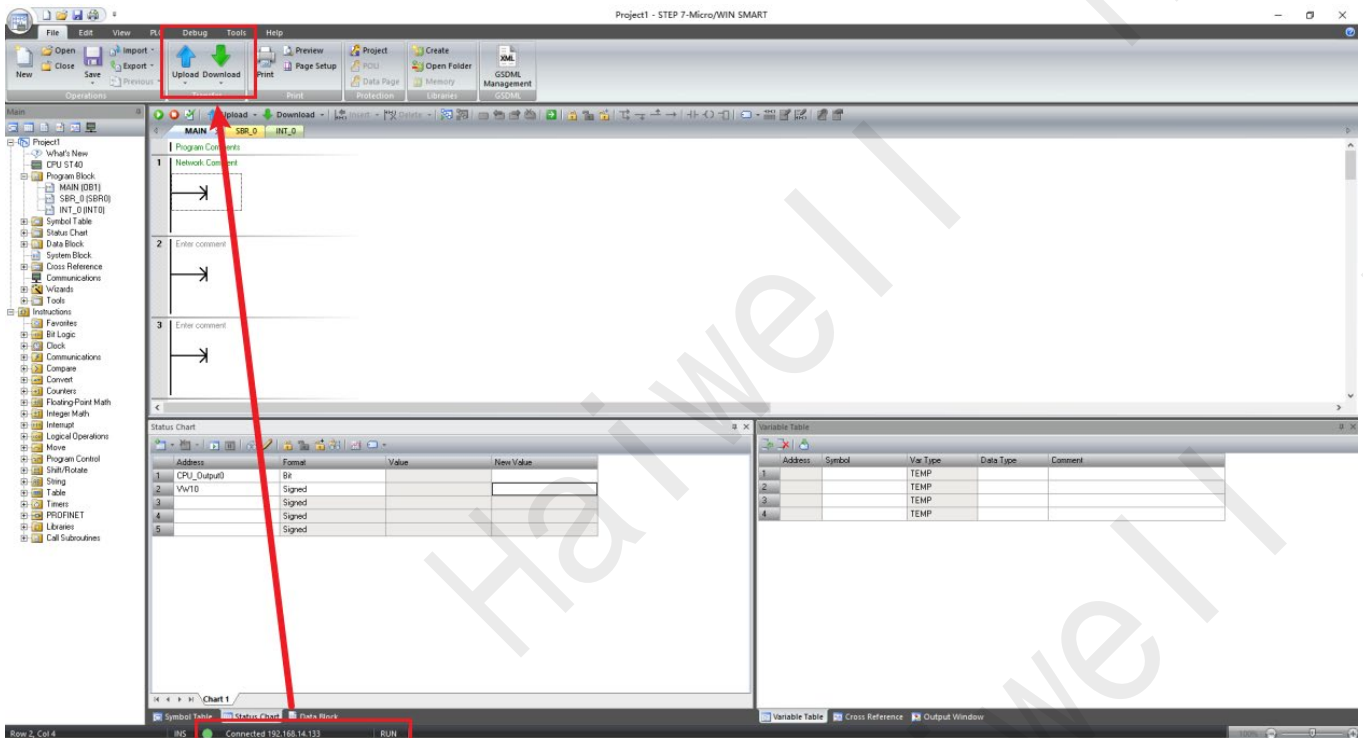 Project1 - STEP 7-Micro/WIN SMART
File Edit View PLC Debug Tools Help
New
Open
Close
Save
Import
Export
Previous
Operations
Upload Download
Transfer
Print
Preview
Page Setup
Print
Project
POU
Data Page
Protection
Create
Open Folder
Memory
Libraries
XML
GSDML
Management
GSDML
Main
Upload Download Insert Delete
MAIN SBR_0 INT_0
Project1
What's New
CPU ST40
Program Block
MAIN (OB1)
SBR_0 (SBR0)
INT_0 (INT0)
Symbol Table
Status Chart
Data Block
System Block
Cross Reference
Communications
Wizards
Tools
Instructions
Favorites
Bit Logic
Clock
Communications
Compare
Convert
Counters
Floating-Point Math
Integer Math
Interrupt
Logical Operations
Move
Program Control
Shift/Rotate
String
Table
Timers
PROFINET
Libraries
Call Subroutines
Program Comments
1 Network Comment
2 Enter comment
3 Enter comment
Status Chart
Address Format Value New Value
1 CPU_Output0 Bit
2 VW10 Signed
3 Signed
4 Signed
5 Signed
Chart 1
Symbol Table Status Chart Data Block
Variable Table
Address Symbol Var Type Data Type Comment
1 TEMP
2 TEMP
3 TEMP
4 TEMP
Variable Table Cross Reference Output Window
Row 2, Col 4 INS Connected 192.168.14.133 RUN
100%
Haiwell